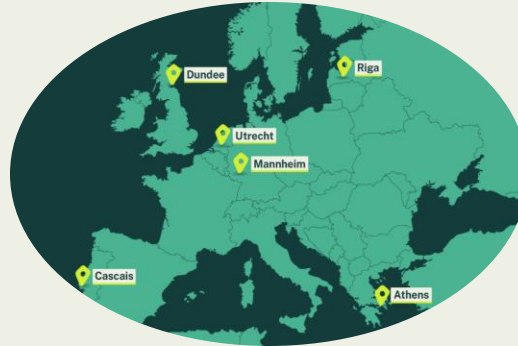 Riga
Dundee
Utrecht
Mannheim
Cascais
Athens